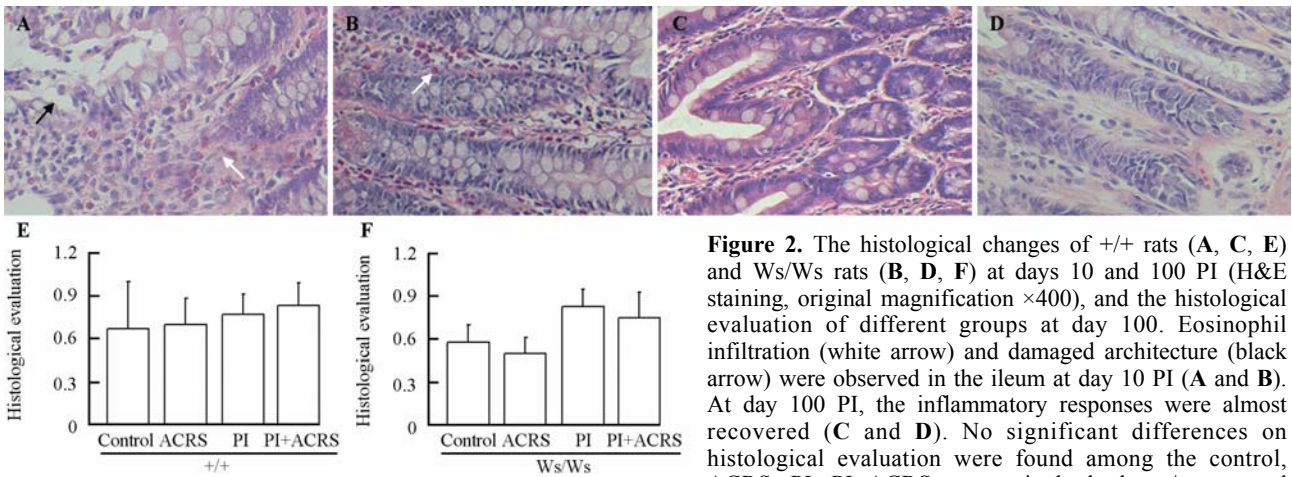 A
B
C
D
E
1.2
0.9
0.6
0.3
0
Histological evaluation
Control ACRS PI PI+ACRS
+/+
F
1.2
0.9
0.6
0.3
0
Histological evaluation
Control ACRS PI PI+ACRS
Ws/Ws
Figure 2. The histological changes of +/+ rats (A, C, E)
and Ws/Ws rats (B, D, F) at days 10 and 100 PI (H&E
staining, original magnification ×400), and the histological
evaluation of different groups at day 100. Eosinophil
infiltration (white arrow) and damaged architecture (black
arrow) were observed in the ileum at day 10 PI (A and B).
At day 100 PI, the inflammatory responses were almost
recovered (C and D). No significant differences on
histological evaluation were found among the control,